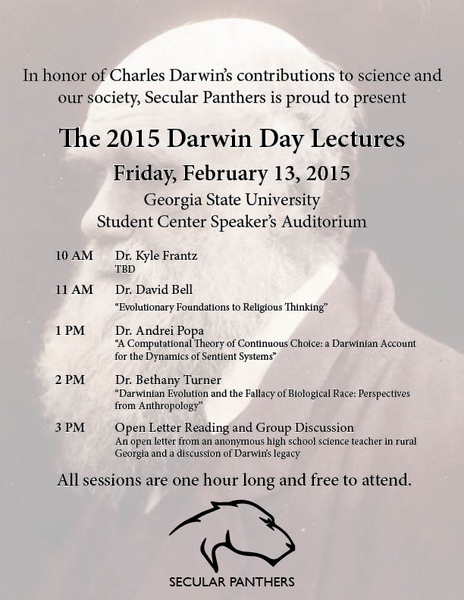 In honor of Charles Darwin's contributions to science and
our society, Secular Panthers is proud to present
The 2015 Darwin Day Lectures
Friday, February 13, 2015
Georgia State University
Student Center Speaker's Auditorium
10 AM Dr. Kyle Frantz
TBD
11 AM Dr. David Bell
"Evolutionary Foundations to Religious Thinking"
1 PM Dr. Andrei Popa
"A Computational Theory of Continuous Choice: a Darwinian Account
for the Dynamics of Sentient Systems"
2 PM Dr. Bethany Turner
"Darwinian Evolution and the Fallacy of Biological Race: Perspectives
from Anthropology"
3 PM Open Letter Reading and Group Discussion
An open letter from an anonymous high school science teacher in rural
Georgia and a discussion of Darwin's legacy
All sessions are one hour long and free to attend.
SECULAR PANTHERS